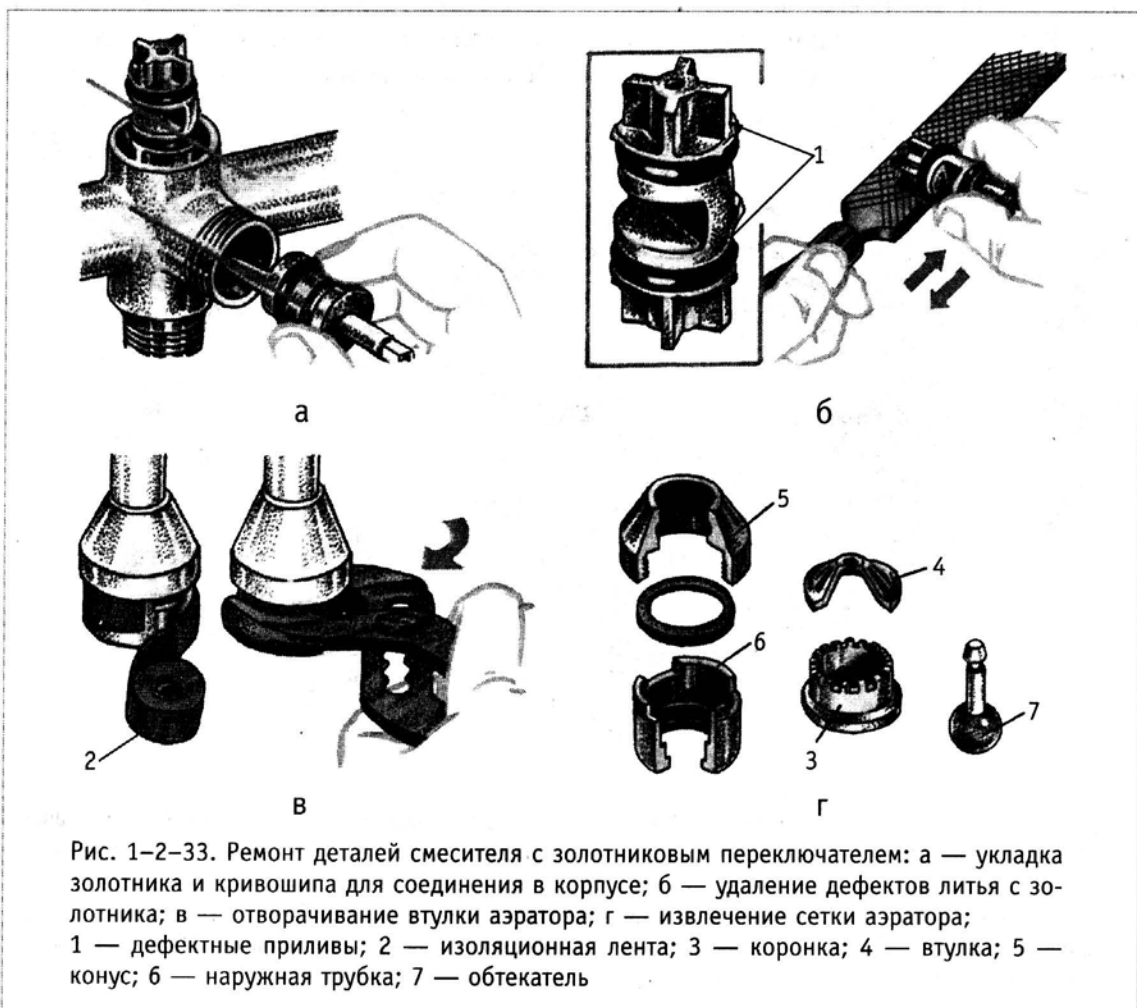 1
а
б
5
4
6
2
3
7
в
г
Рис. 1–2–33. Ремонт деталей смесителя с золотниковым переключателем: а — укладка
золотника и кривошипа для соединения в корпусе; б — удаление дефектов литья с зо-
лотника; в — отворачивание втулки аэратора; г — извлечение сетки аэратора;
1 — дефектные приливы; 2 — изоляционная лента; 3 — коронка; 4 — втулка; 5 —
конус; 6 — наружная трубка; 7 — обтекатель